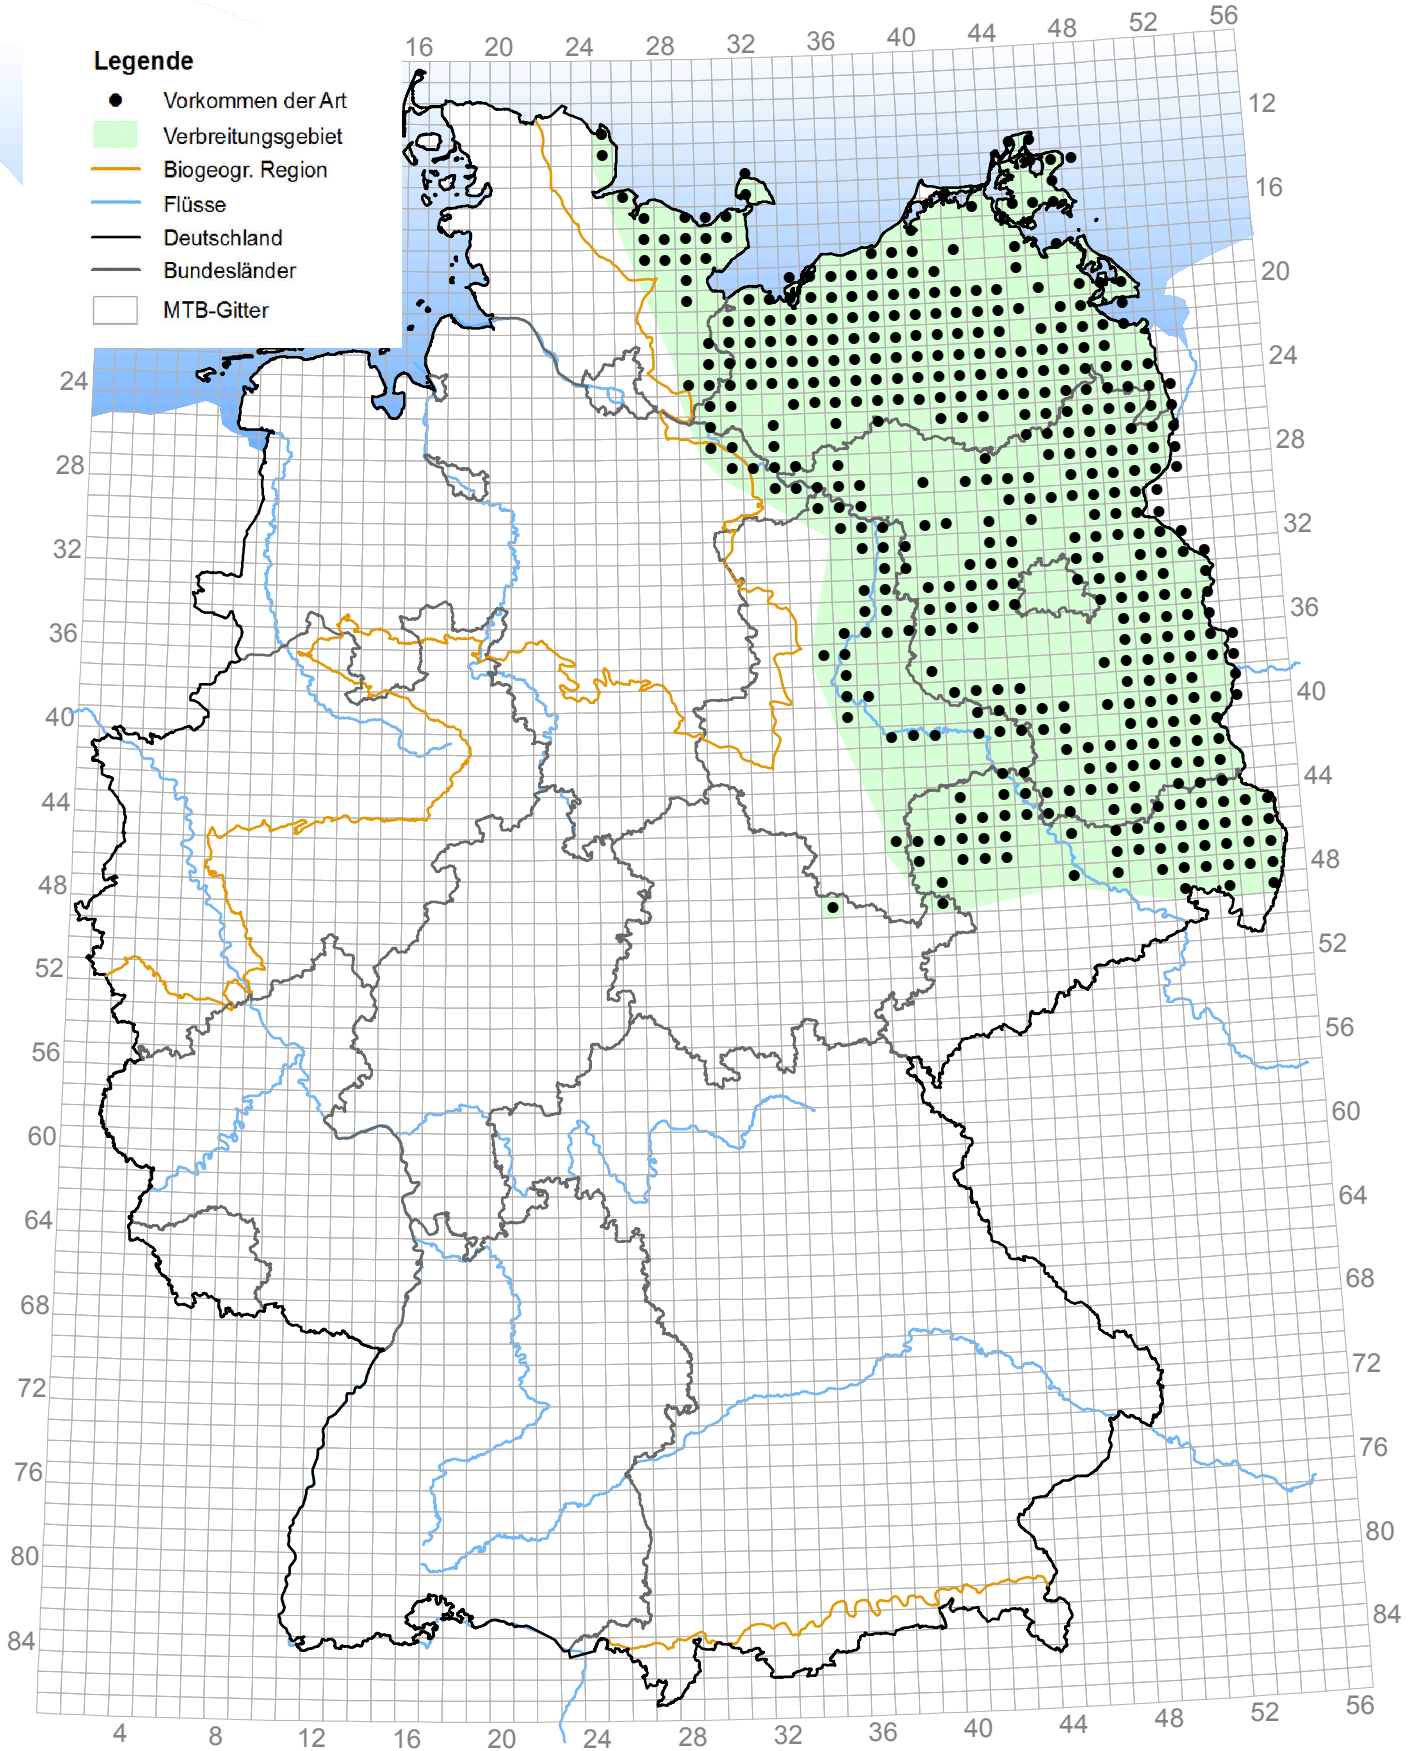 Legende
Vorkommen der Art
Verbreitungsgebiet
Biogeogr. Region
Flüsse
Deutschland
Bundesländer
MTB-Gitter
16 20 24 28 32 36 40 44 48 52 56
12
16
20
24 24
28 28
32 32
36 36
40 40
44 44
48 48
52 52
56 56
60 60
64 64
68 68
72 72
76 76
80 80
84 84
4 8 12 16 20 24 28 32 36 40 44 48 52 56